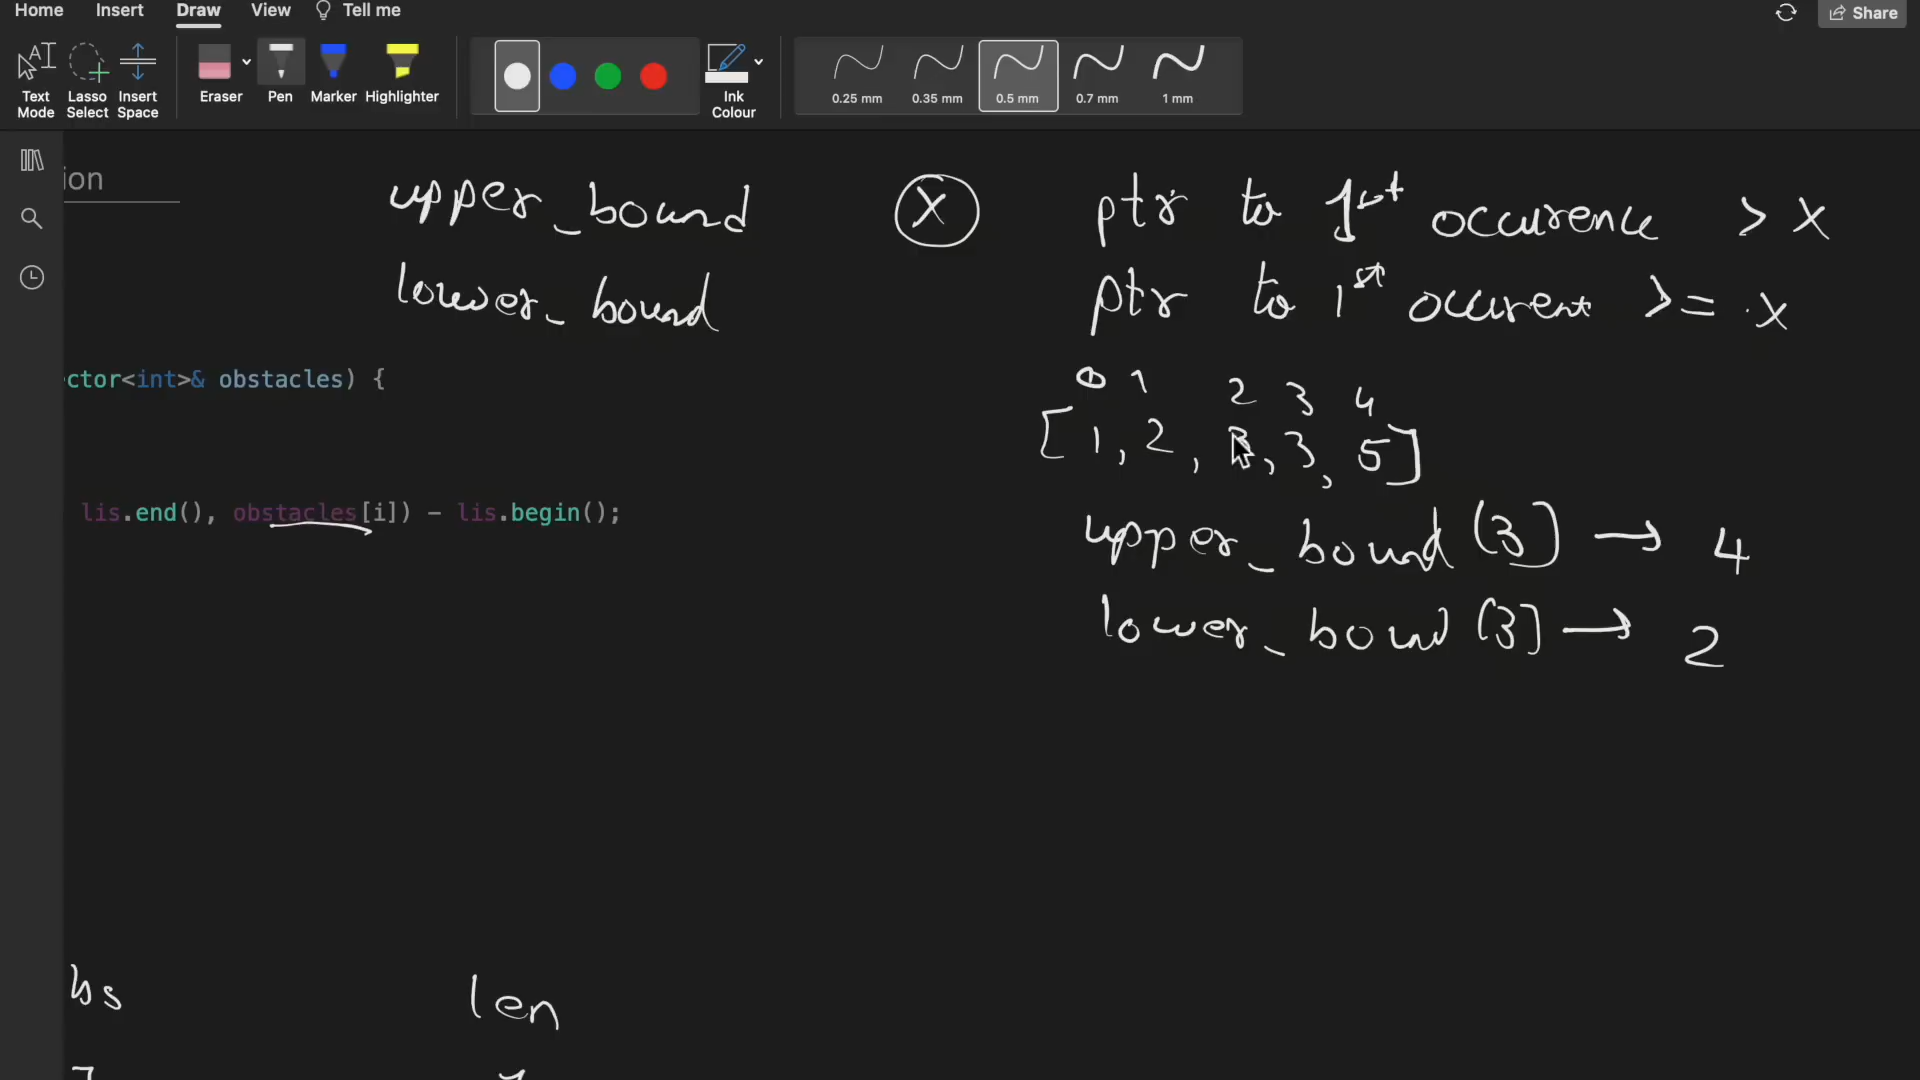 Home Insert Draw View Tell me
Share
Text Mode
Lasso Select
Insert Space
Eraser
Pen
Marker
Highlighter
Ink Colour
0.25 mm
0.35 mm
0.5 mm
0.7 mm
1 mm
ion
upper_bound X ptr to 1st occurence > X
lower_bound ptr to 1st occurent >= X
ector<int>& obstacles) {
0 1 2 3 4
[1, 2, 3, 3, 5]
lis.end(), obstacles[i]) - lis.begin();
upper_bound (3) → 4
lower_bound (3) → 2
bs len